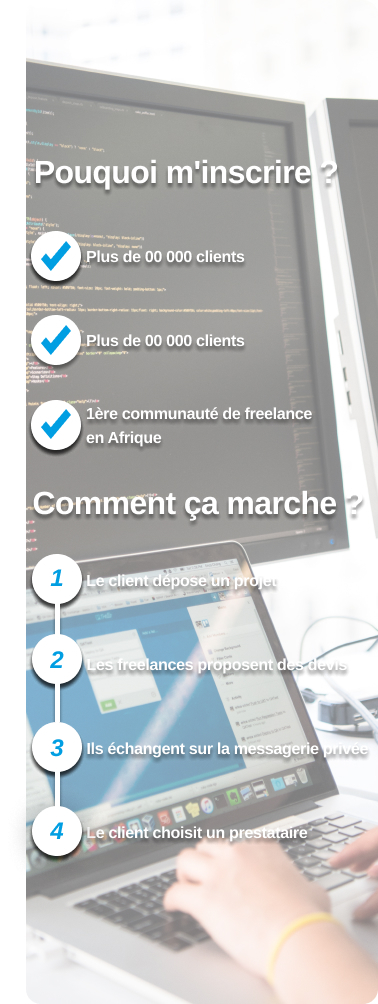 Pouquoi m'inscrire ?
Plus de 00 000 clients
Plus de 00 000 clients
1ère communauté de freelance
en Afrique
Comment ça marche ?
1
Le client dépose un projet
2
Les freelances proposent des devis
3
Ils échangent sur la messagerie privée
4
Le client choisit un prestataire